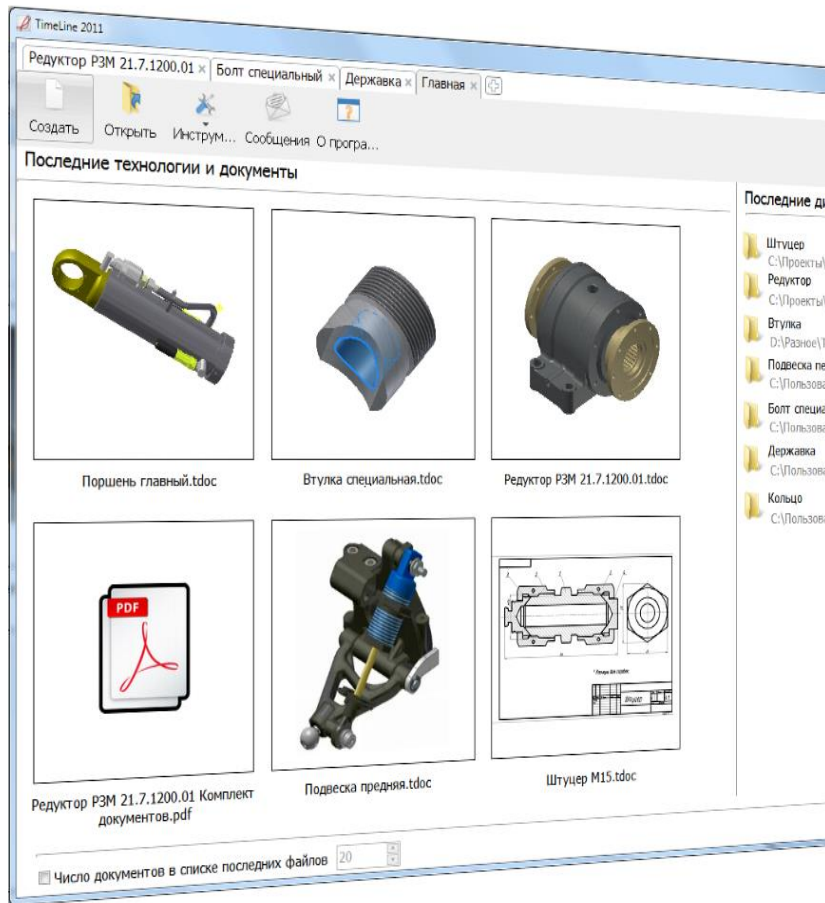 TimeLine 2011
Редуктор РЗМ 21.7.1200.01
Болт специальный
Державка
Главная
Создать
Открыть
Инструм...
Сообщения
О програ...
Последние технологии и документы
Поршень главный.tdoc
Втулка специальная.tdoc
Редуктор РЗМ 21.7.1200.01.tdoc
PDF
Редуктор РЗМ 21.7.1200.01 Комплект
документов.pdf
Подвеска предняя.tdoc
Штуцер М15.tdoc
Число документов в списке последних файлов
20
Последние ди
Штуцер
C:\Проекты\
Редуктор
C:\Проекты\
Втулка
D:\Разное\Т
Подвеска пе
C:\Пользова
Болт специа
C:\Пользова
Державка
C:\Пользова
Кольцо
C:\Пользова